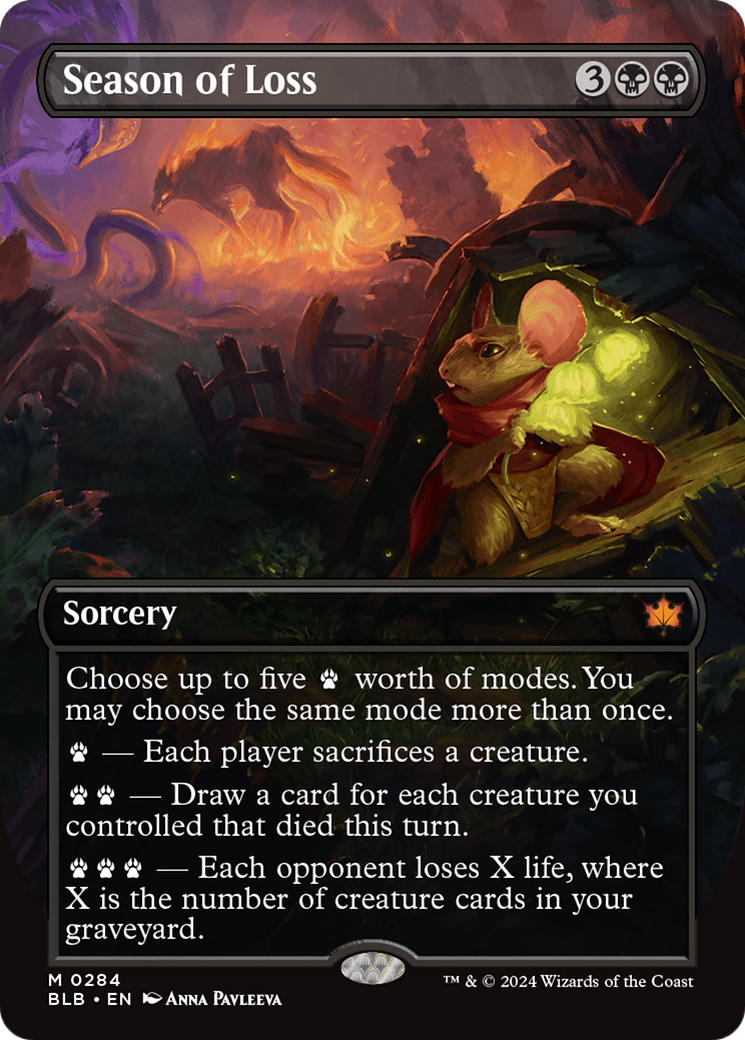 Season of Loss 3
Sorcery
Choose up to five worth of modes. You
may choose the same mode more than once.
— Each player sacrifices a creature.
— Draw a card for each creature you
controlled that died this turn.
— Each opponent loses X life, where
X is the number of creature cards in your
graveyard.
M 0284
BLB • EN Anna Pavleeva
™ & © 2024 Wizards of the Coast